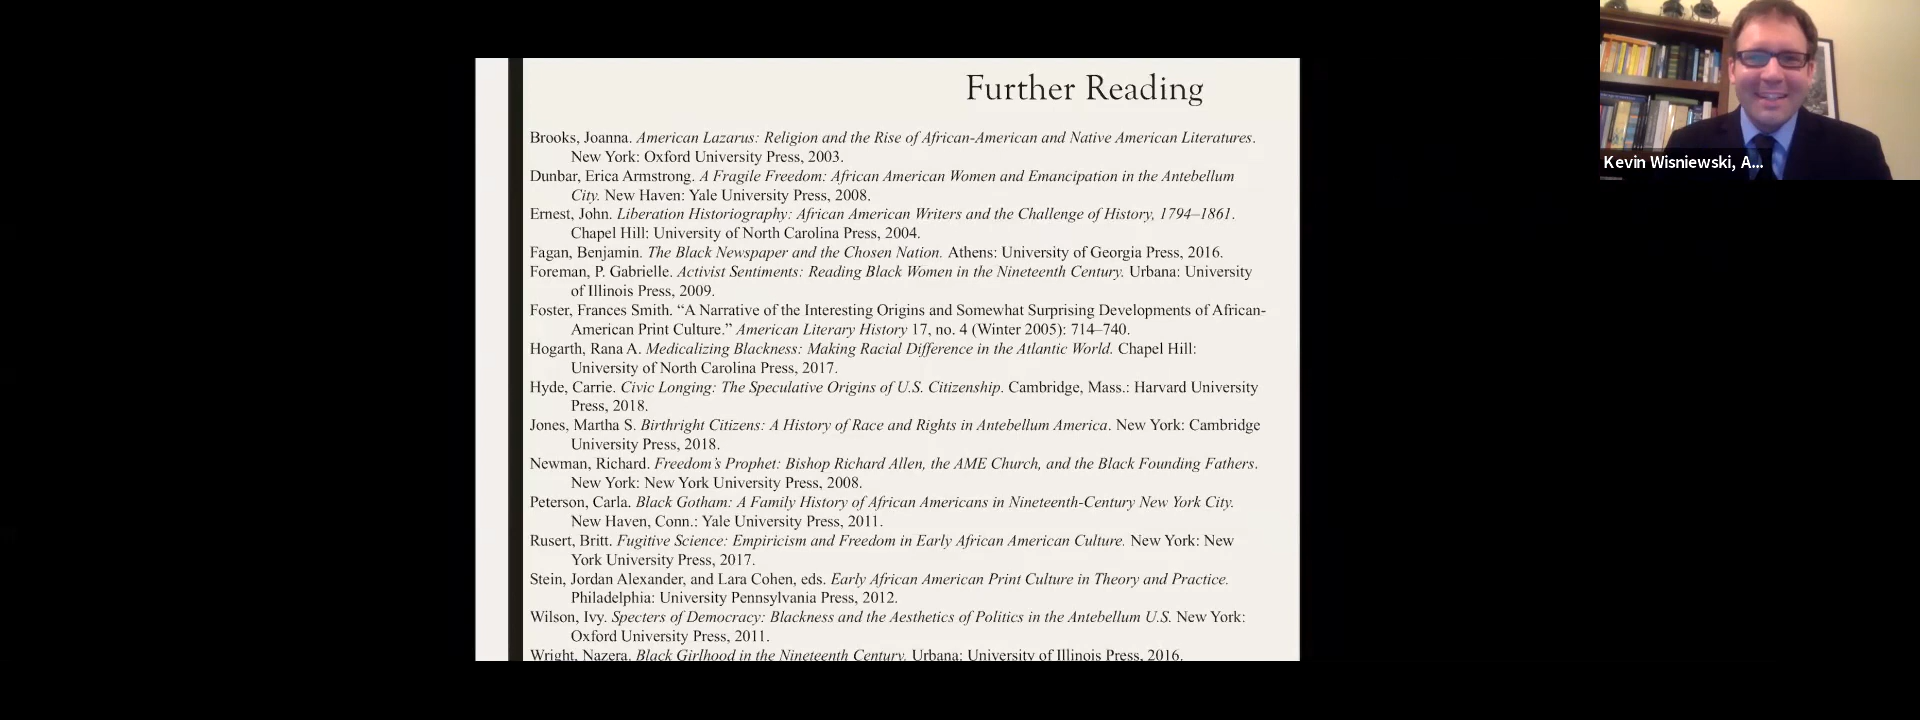 Further Reading
Brooks, Joanna. American Lazarus: Religion and the Rise of African-American and Native American Literatures.
New York: Oxford University Press, 2003.
Dunbar, Erica Armstrong. A Fragile Freedom: African American Women and Emancipation in the Antebellum
City. New Haven: Yale University Press, 2008.
Ernest, John. Liberation Historiography: African American Writers and the Challenge of History, 1794–1861.
Chapel Hill: University of North Carolina Press, 2004.
Fagan, Benjamin. The Black Newspaper and the Chosen Nation. Athens: University of Georgia Press, 2016.
Foreman, P. Gabrielle. Activist Sentiments: Reading Black Women in the Nineteenth Century. Urbana: University
of Illinois Press, 2009.
Foster, Frances Smith. “A Narrative of the Interesting Origins and Somewhat Surprising Developments of African-
American Print Culture.” American Literary History 17, no. 4 (Winter 2005): 714–740.
Hogarth, Rana A. Medicalizing Blackness: Making Racial Difference in the Atlantic World. Chapel Hill:
University of North Carolina Press, 2017.
Hyde, Carrie. Civic Longing: The Speculative Origins of U.S. Citizenship. Cambridge, Mass.: Harvard University
Press, 2018.
Jones, Martha S. Birthright Citizens: A History of Race and Rights in Antebellum America. New York: Cambridge
University Press, 2018.
Newman, Richard. Freedom’s Prophet: Bishop Richard Allen, the AME Church, and the Black Founding Fathers.
New York: New York University Press, 2008.
Peterson, Carla. Black Gotham: A Family History of African Americans in Nineteenth-Century New York City.
New Haven, Conn.: Yale University Press, 2011.
Rusert, Britt. Fugitive Science: Empiricism and Freedom in Early African American Culture. New York: New
York University Press, 2017.
Stein, Jordan Alexander, and Lara Cohen, eds. Early African American Print Culture in Theory and Practice.
Philadelphia: University Pennsylvania Press, 2012.
Wilson, Ivy. Specters of Democracy: Blackness and the Aesthetics of Politics in the Antebellum U.S. New York:
Oxford University Press, 2011.
Wright, Nazera. Black Girlhood in the Nineteenth Century. Urbana: University of Illinois Press, 2016.
Kevin Wisniewski, A...